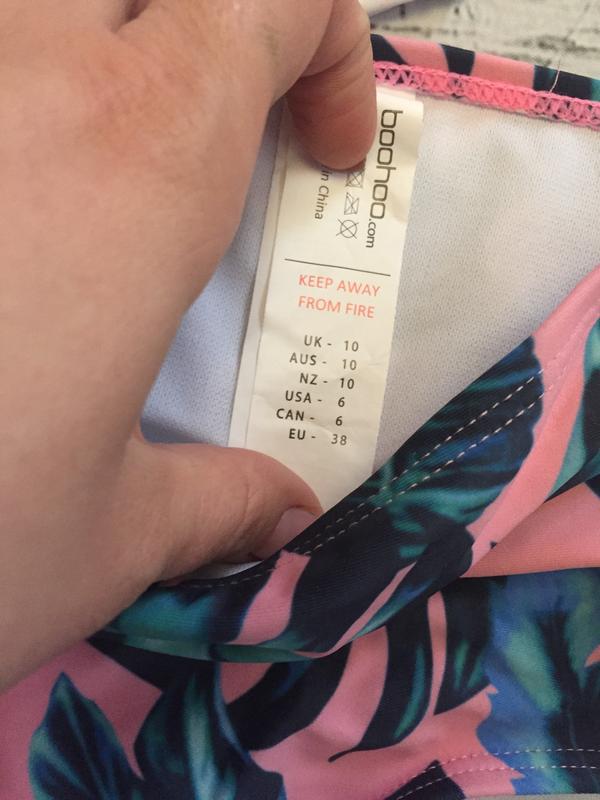 boohoo.com
in China
KEEP AWAY
FROM FIRE
UK - 10
AUS - 10
NZ - 10
USA - 6
CAN - 6
EU - 38